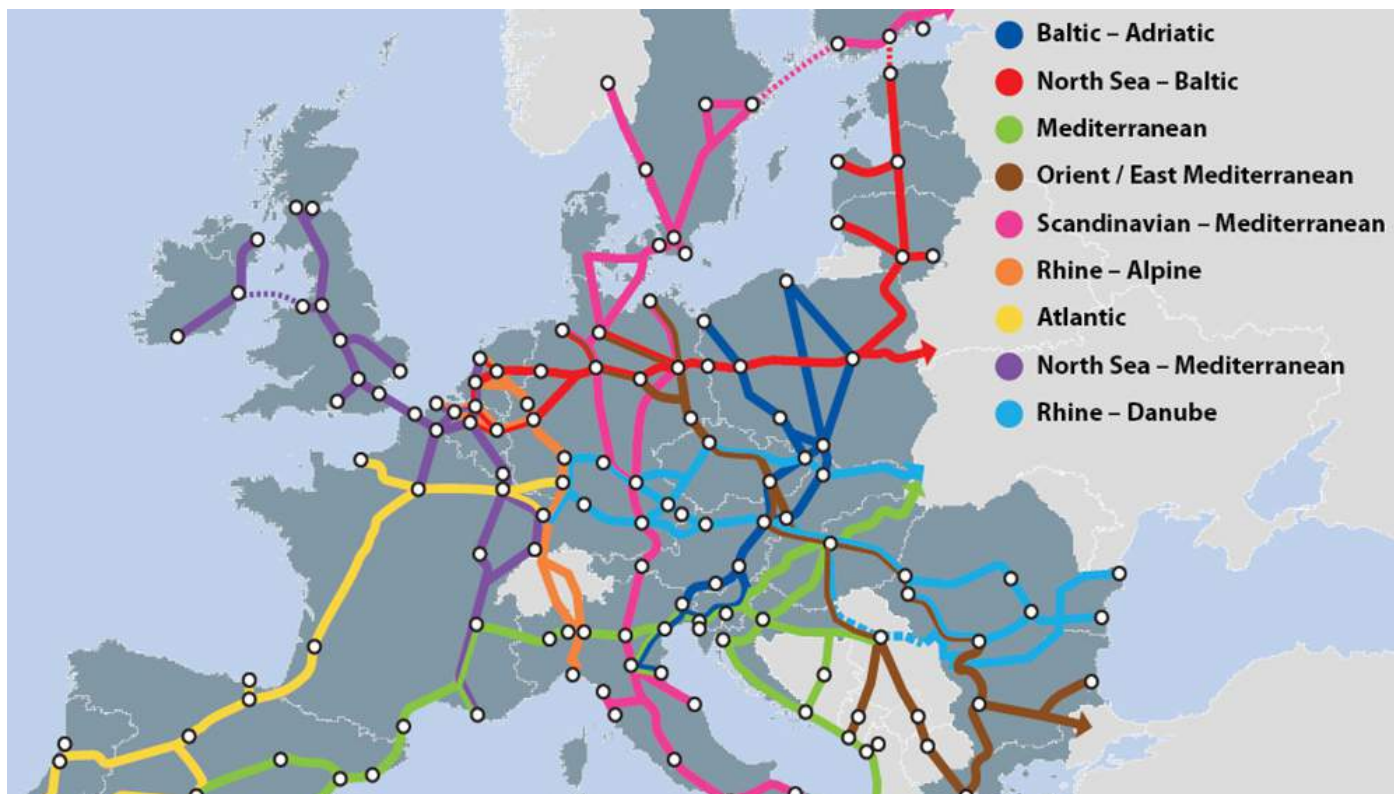 Baltic – Adriatic
North Sea – Baltic
Mediterranean
Orient / East Mediterranean
Scandinavian – Mediterranean
Rhine – Alpine
Atlantic
North Sea – Mediterranean
Rhine – Danube